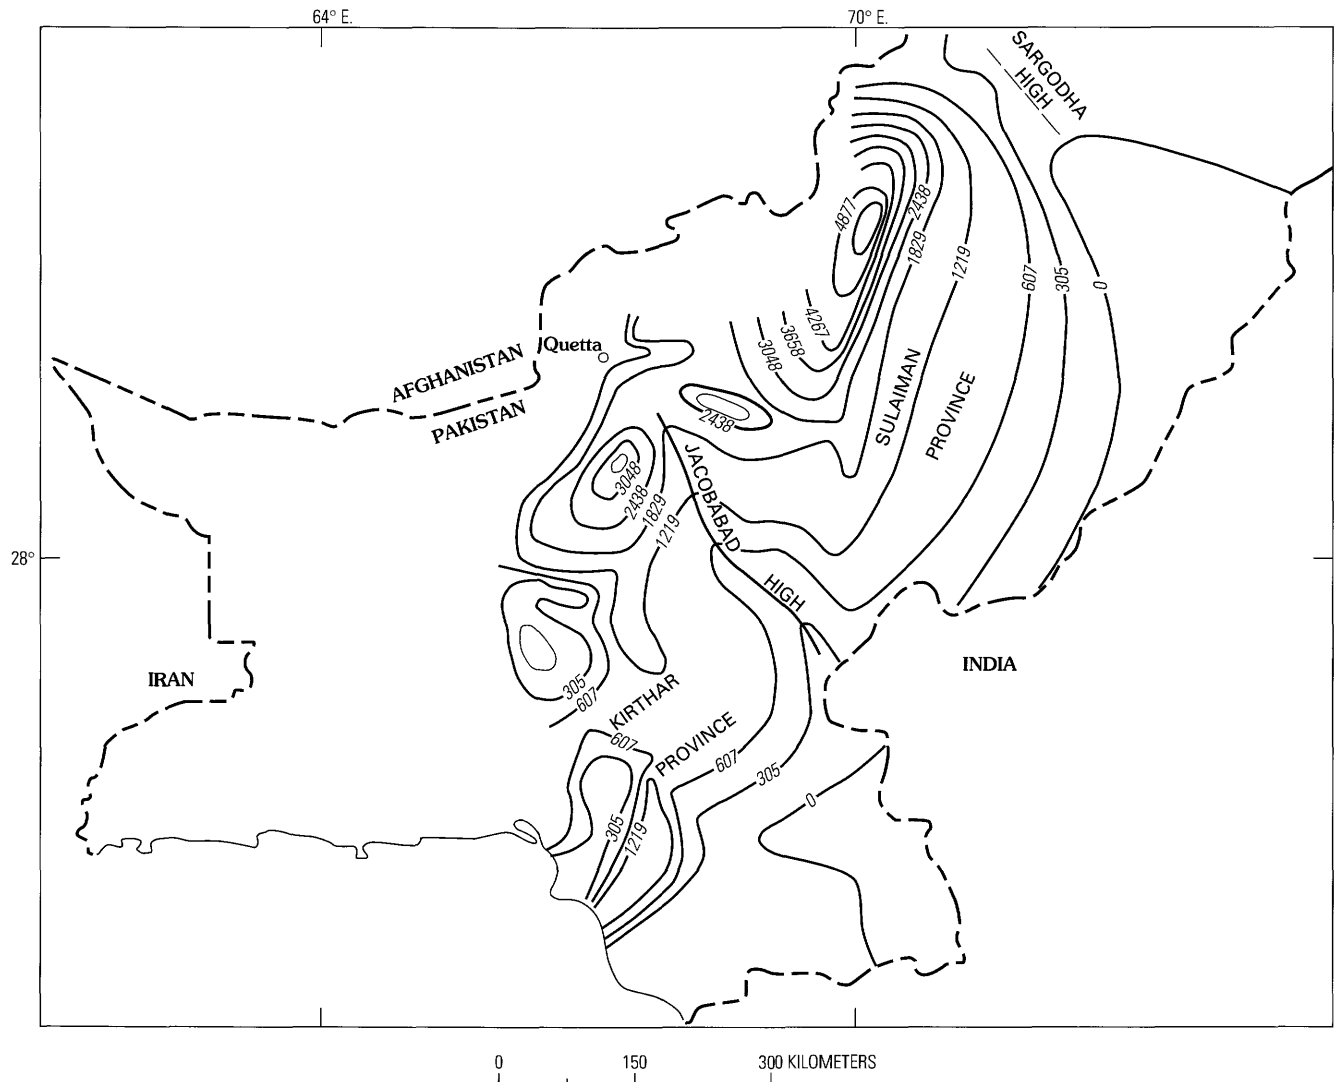 64° E.
70° E.
SARGODHA
HIGH
4877
2438
1829
1219
607
305
0
4267
3658
3048
Quetta
AFGHANISTAN
PAKISTAN
2438
SULAIMAN
PROVINCE
3048
2438
1829
1219
JACOBABAD
HIGH
28°
IRAN
INDIA
305
607
KIRTHAR
PROVINCE
607
607
305
0
305
1219
0
150
300 KILOMETERS